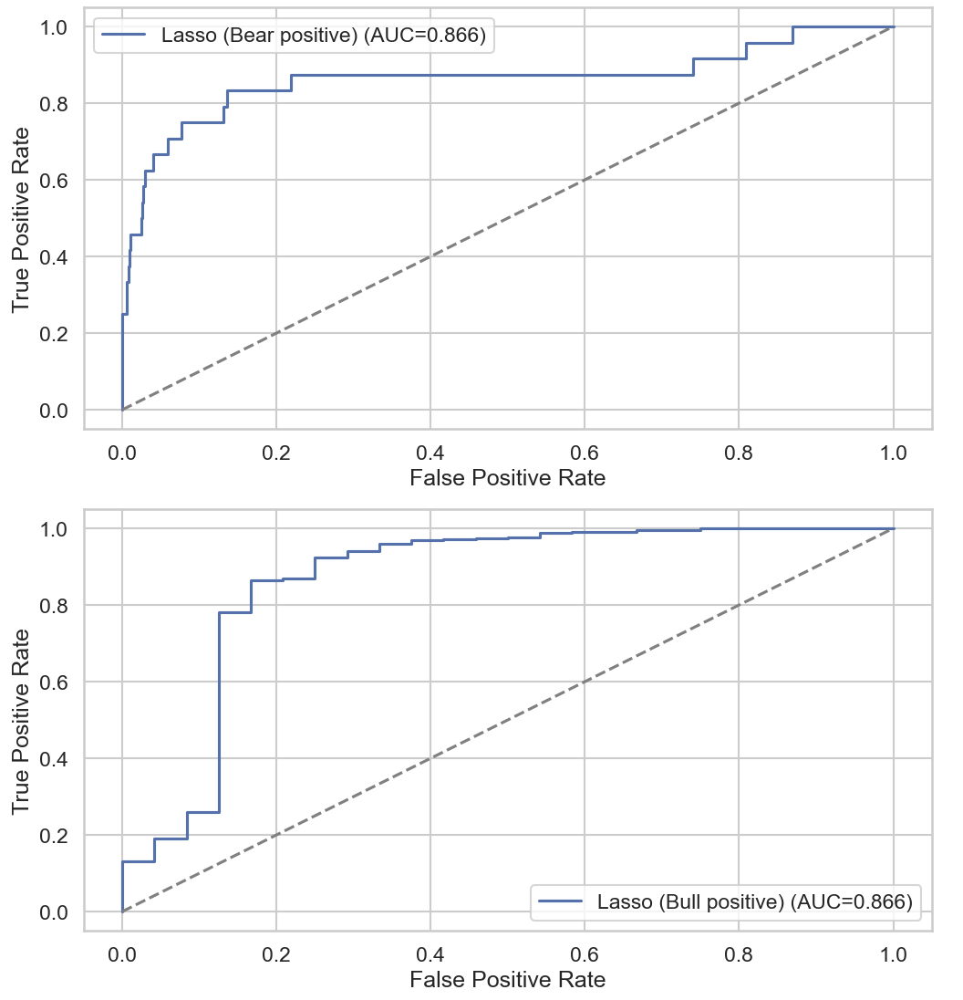 1.0
0.8
0.6
0.4
0.2
0.0
True Positive Rate
Lasso (Bear positive) (AUC=0.866)
0.0 0.2 0.4 0.6 0.8 1.0
False Positive Rate
1.0
0.8
0.6
0.4
0.2
0.0
True Positive Rate
Lasso (Bull positive) (AUC=0.866)
0.0 0.2 0.4 0.6 0.8 1.0
False Positive Rate